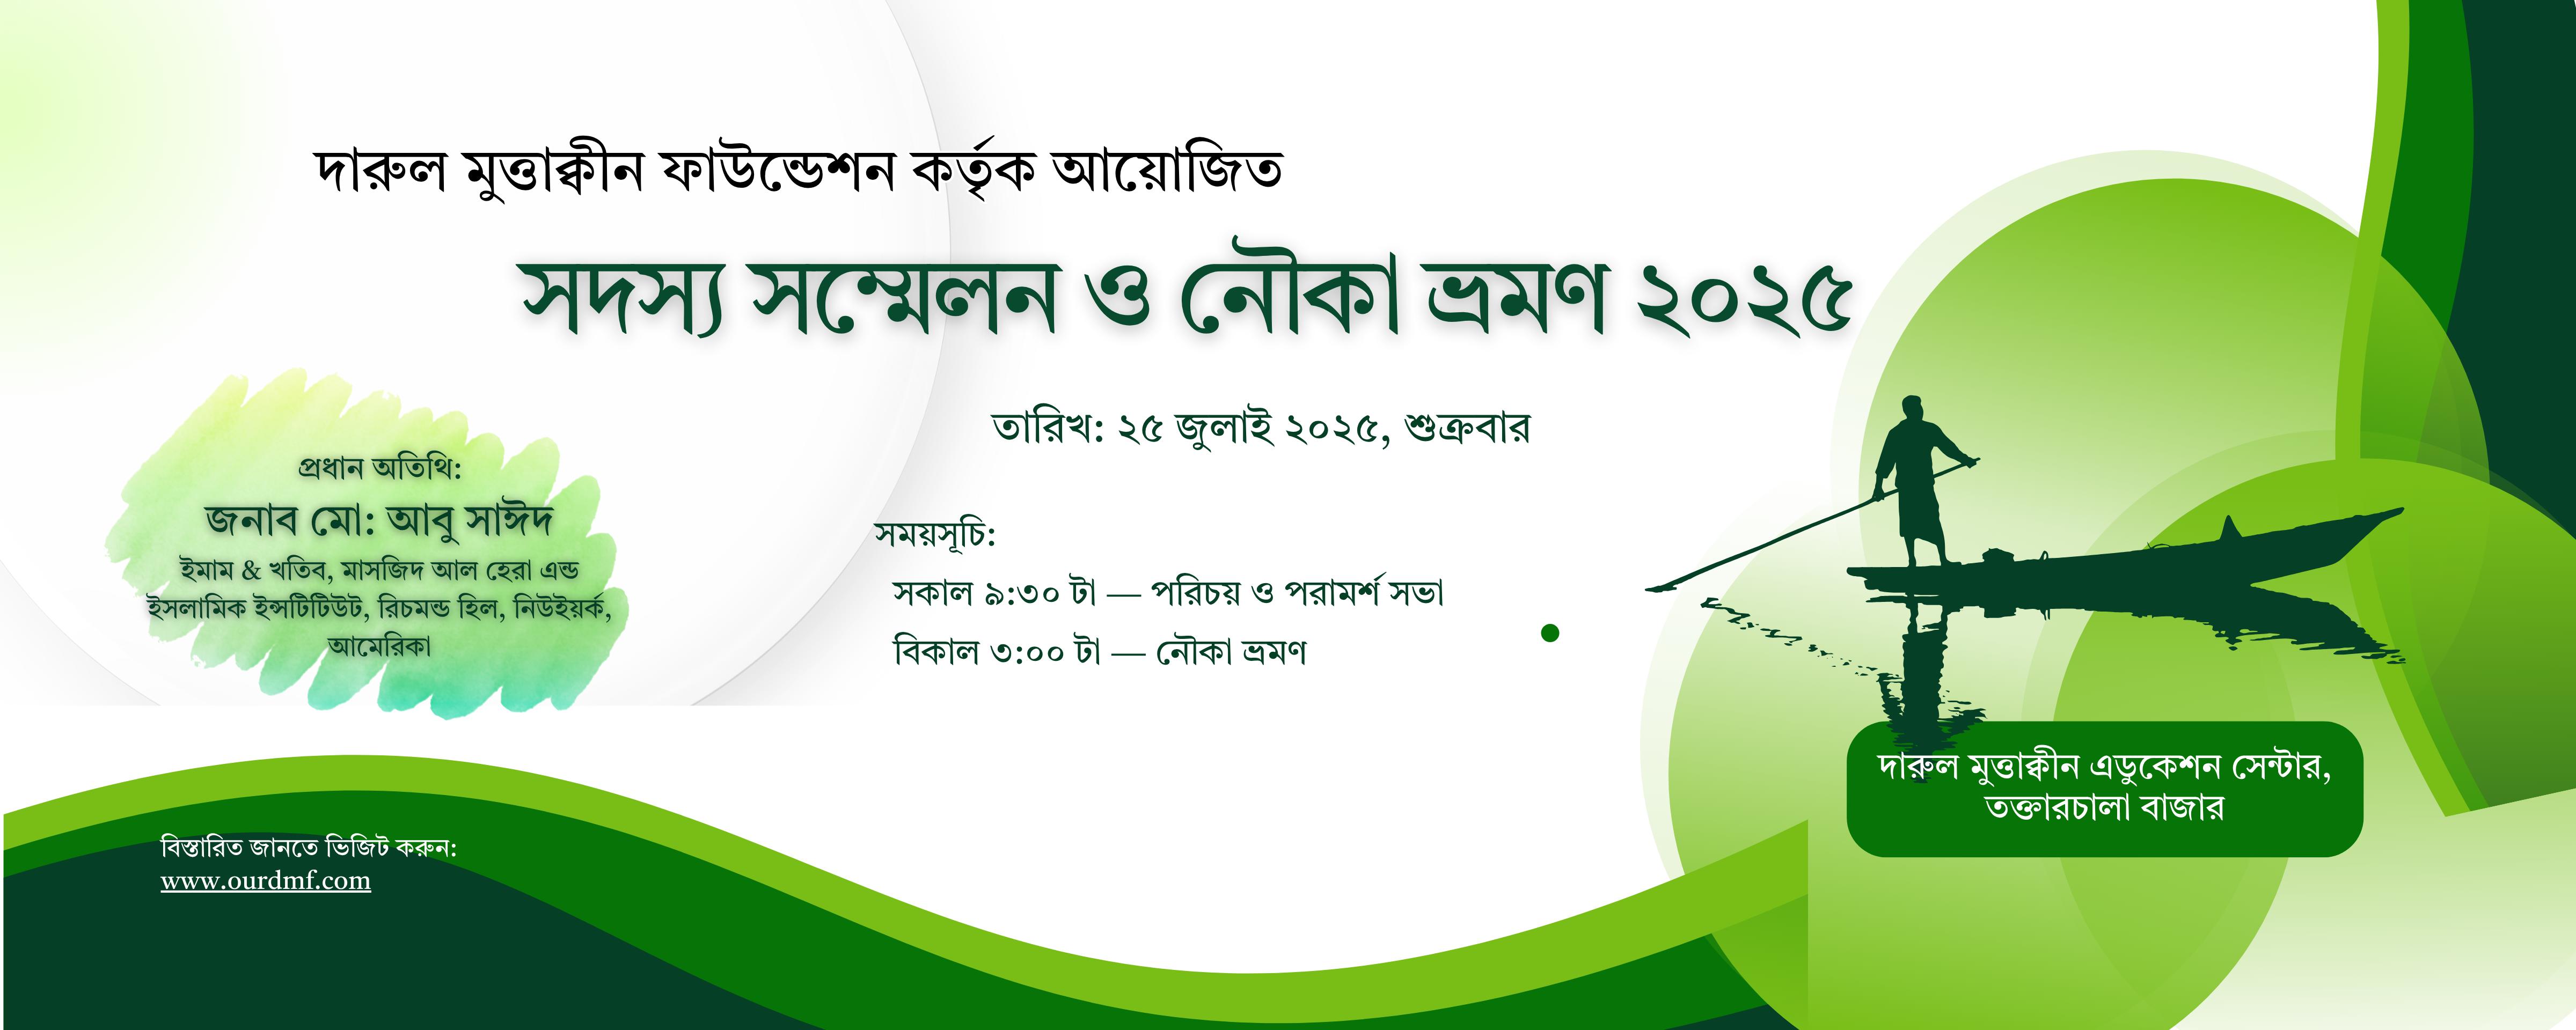 দারুল মুত্তাক্বীন ফাউন্ডেশন কর্তৃক আয়োজিত
সদস্য সম্মেলন ও নৌকা ভ্রমণ ২০২৫
তারিখ: ২৫ জুলাই ২০২৫, শুক্রবার
প্রধান অতিথি:
জনাব মো: আবু সাঈদ
ইমাম & খতিব, মাসজিদ আল হেরা এন্ড
ইসলামিক ইন্সটিটিউট, রিচমন্ড হিল, নিউইয়র্ক,
আমেরিকা
সময়সূচি:
সকাল ৯:৩০ টা — পরিচয় ও পরামর্শ সভা
বিকাল ৩:০০ টা — নৌকা ভ্রমণ
দারুল মুত্তাক্বীন এডুকেশন সেন্টার,
তক্তারচালা বাজার
বিস্তারিত জানতে ভিজিট করুন:
www.ourdmf.com